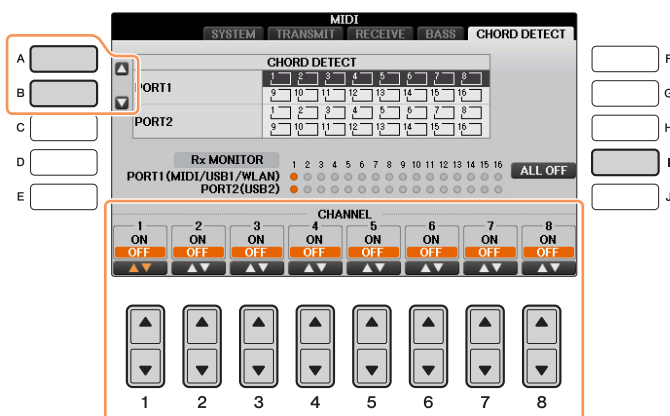 MIDI
SYSTEM TRANSMIT RECEIVE BASS CHORD DETECT
A
B
C
D
E
F
G
H
J
CHORD DETECT
PORT1
1 2 3 4 5 6 7 8
9 10 11 12 13 14 15 16
PORT2
1 2 3 4 5 6 7 8
9 10 11 12 13 14 15 16
Rx MONITOR 1 2 3 4 5 6 7 8 9 10 11 12 13 14 15 16
PORT1(MIDI/USB1/WLAN)
PORT2(USB2)
ALL OFF
CHANNEL
1 2 3 4 5 6 7 8
ON ON ON ON ON ON ON ON
OFF OFF OFF OFF OFF OFF OFF OFF
1 2 3 4 5 6 7 8